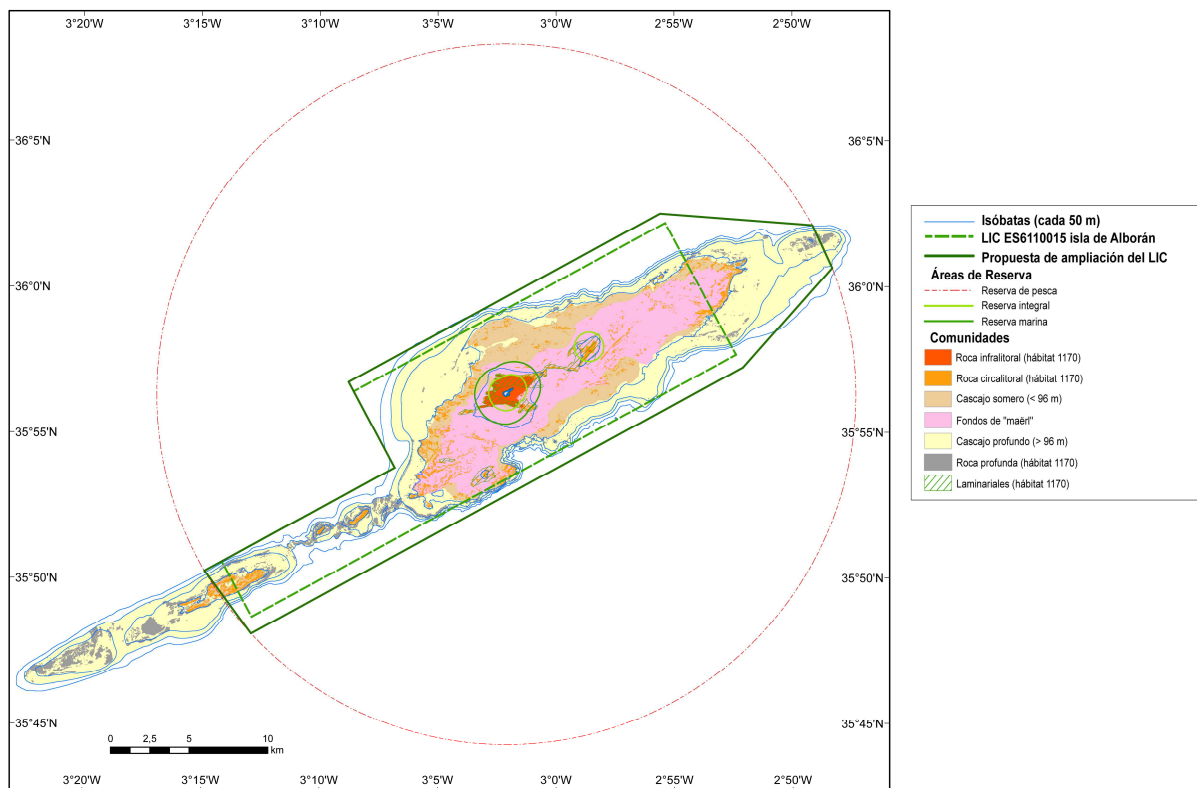 3°20'W 3°15'W 3°10'W 3°5'W 3°0'W 2°55'W 2°50'W
36°5'N 36°5'N
36°0'N 36°0'N
35°55'N 35°55'N
35°50'N 35°50'N
35°45'N 35°45'N
0 2,5 5 10
km
3°20'W 3°15'W 3°10'W 3°5'W 3°0'W 2°55'W 2°50'W
Isóbatas (cada 50 m)
LIC ES6110015 isla de Alborán
Propuesta de ampliación del LIC
Áreas de Reserva
Reserva de pesca
Reserva integral
Reserva marina
Comunidades
Roca infralitoral (hábitat 1170)
Roca circalitoral (hábitat 1170)
Cascajo somero (< 96 m)
Fondos de "maërl"
Cascajo profundo (> 96 m)
Roca profunda (hábitat 1170)
Laminariales (hábitat 1170)